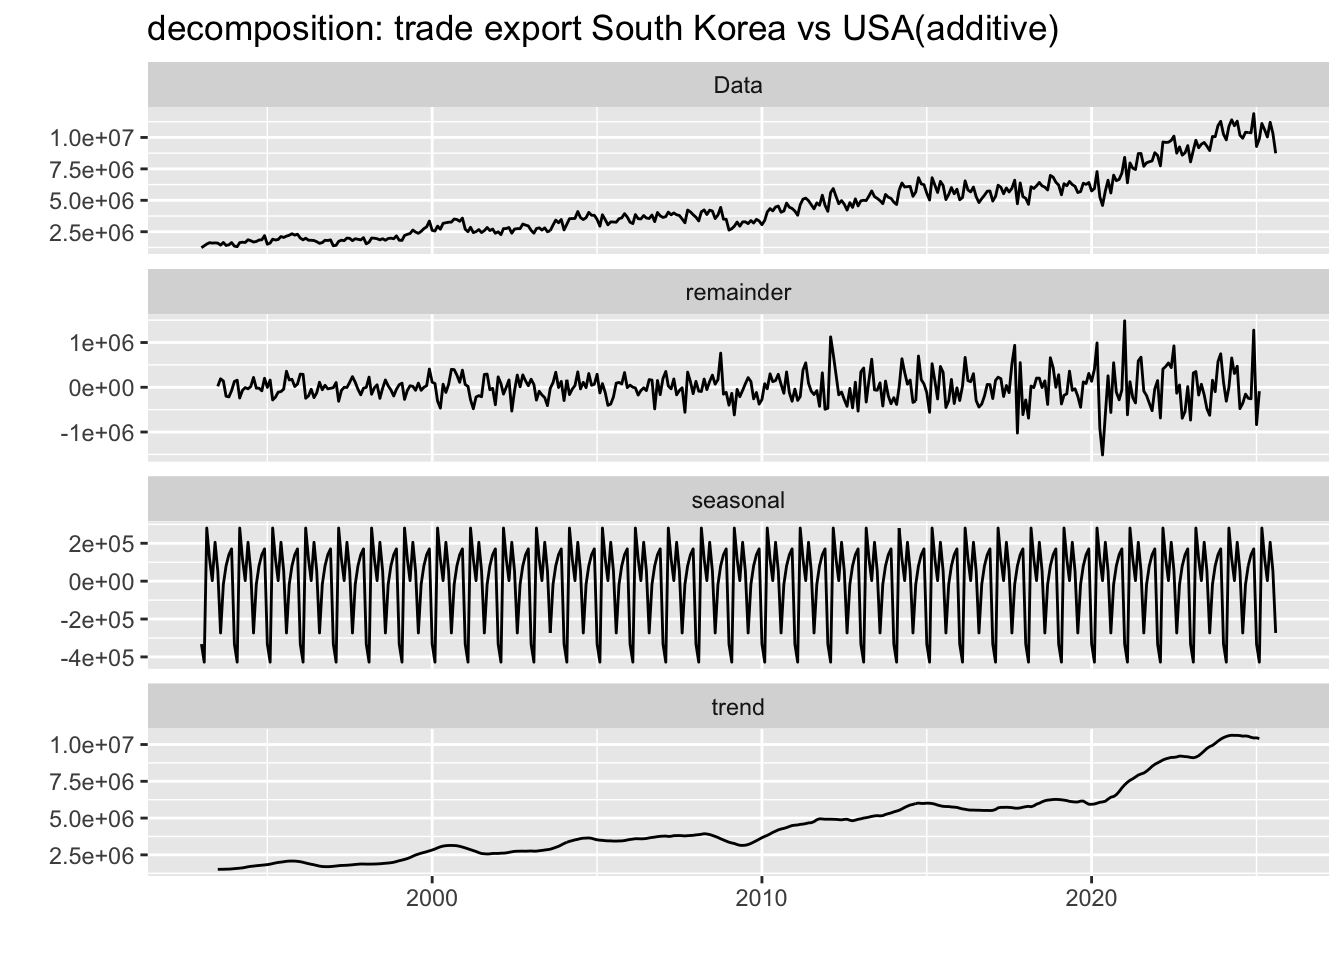 decomposition: trade export South Korea vs USA(additive)
Data
1.0e+07
7.5e+06
5.0e+06
2.5e+06
remainder
1e+06
0e+00
-1e+06
seasonal
2e+05
0e+00
-2e+05
-4e+05
trend
1.0e+07
7.5e+06
5.0e+06
2.5e+06
2000 2010 2020